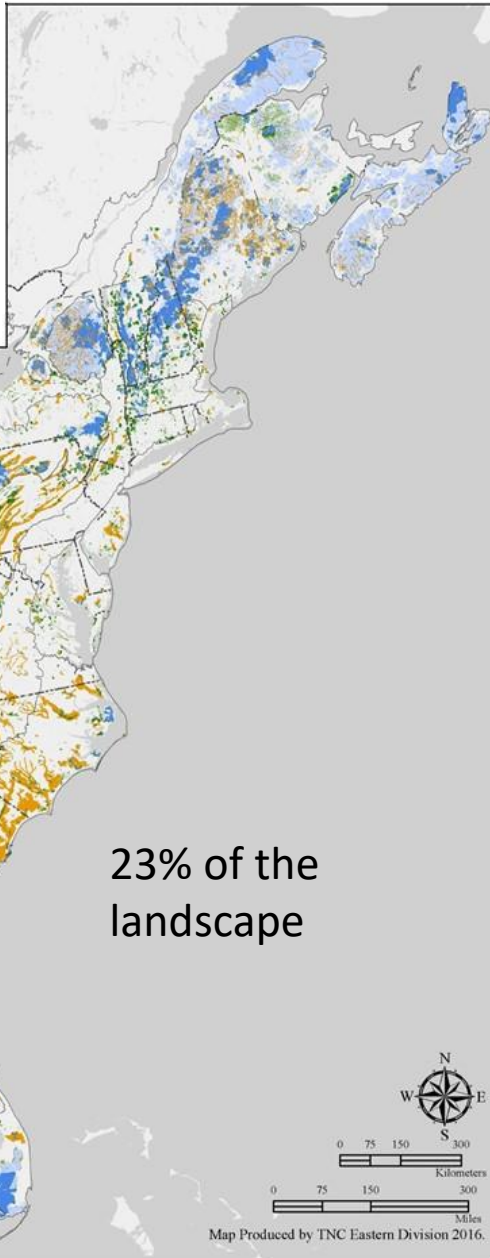 23% of the
landscape
N
W E
S
0 75 150 300
Kilometers
0 75 150 300
Miles
Map Produced by TNC Eastern Division 2016.